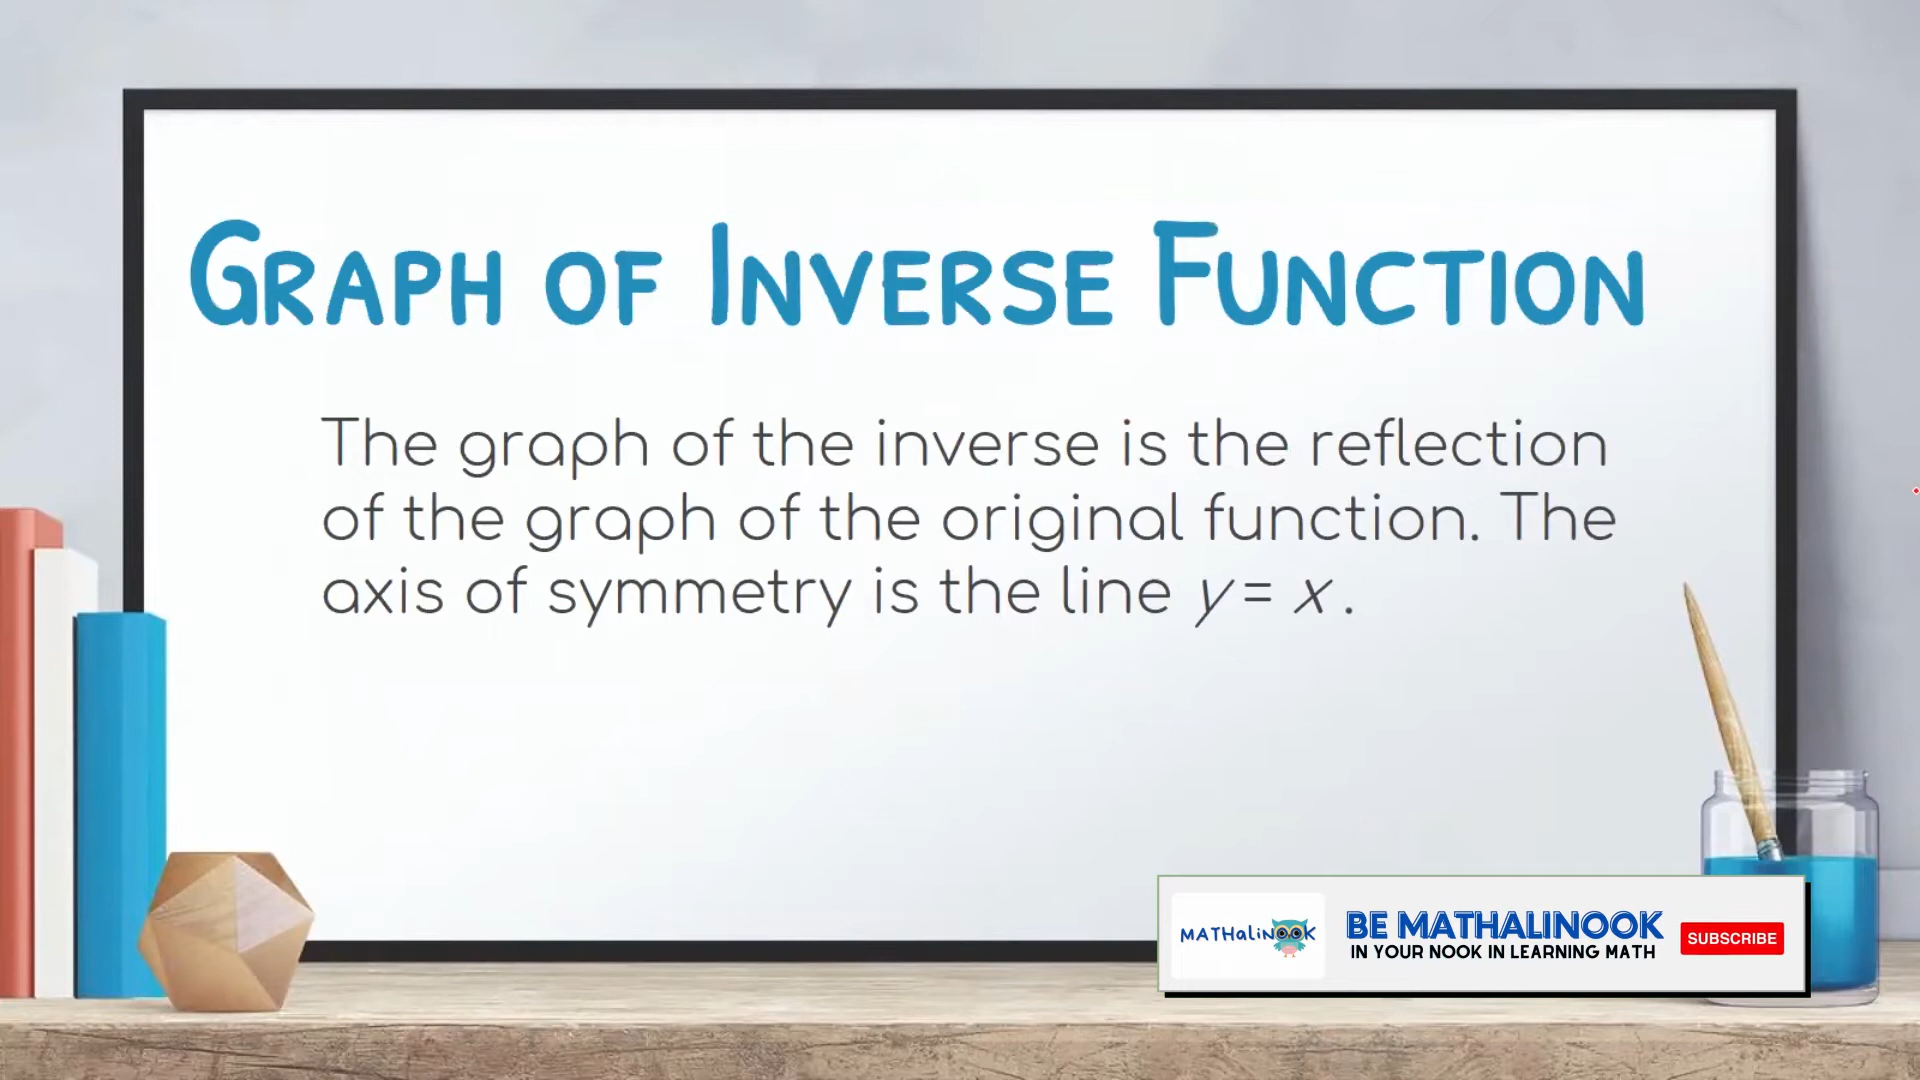 Graph of Inverse Function
The graph of the inverse is the reflection
of the graph of the original function. The
axis of symmetry is the line y = x .
MATHaliNOOK
BE MATHALINOOK
IN YOUR NOOK IN LEARNING MATH
SUBSCRIBE